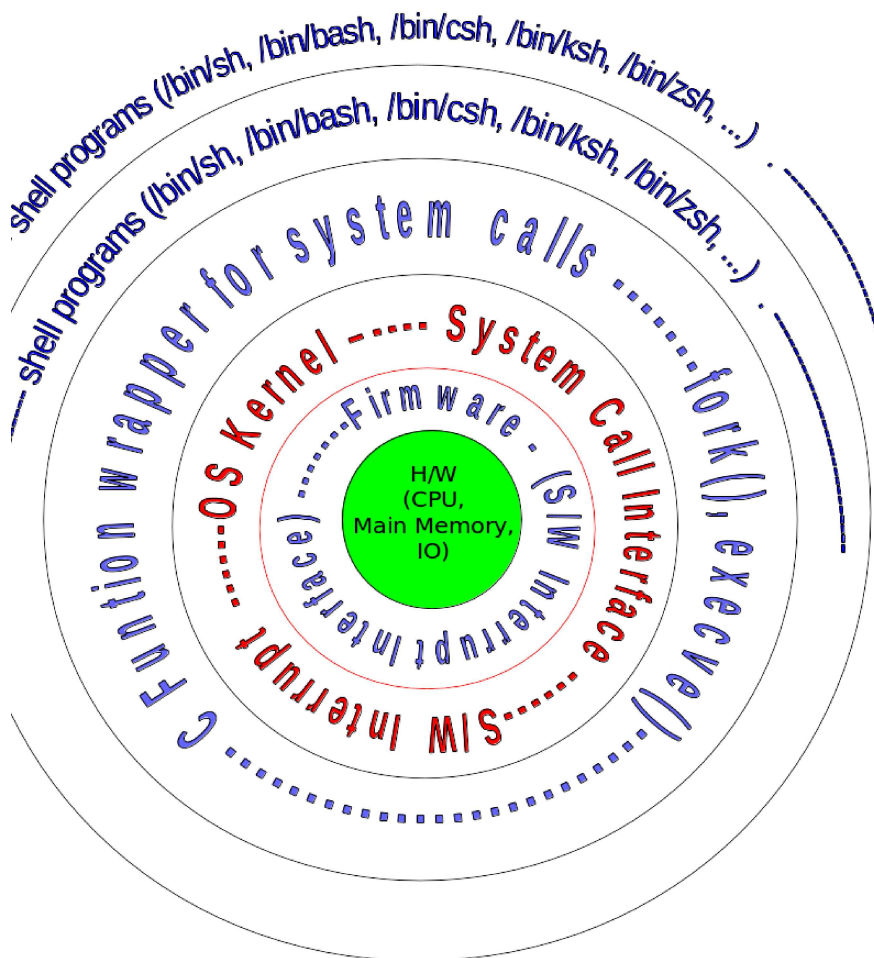 shell programs (/bin/sh, /bin/bash, /bin/csh, /bin/ksh, /bin/zsh, ...) . ----------
------ shell programs (/bin/sh, /bin/bash, /bin/csh, /bin/ksh, /bin/zsh, ...) . ----------
C Funtion wrapper for system calls .......fork(), execve()..........................
OS Kernel ------ System Call Interface ------S/W Interrupt ------
Firmware - (S/W Interrupt Interface) -------
H/W
(CPU,
Main Memory,
IO)